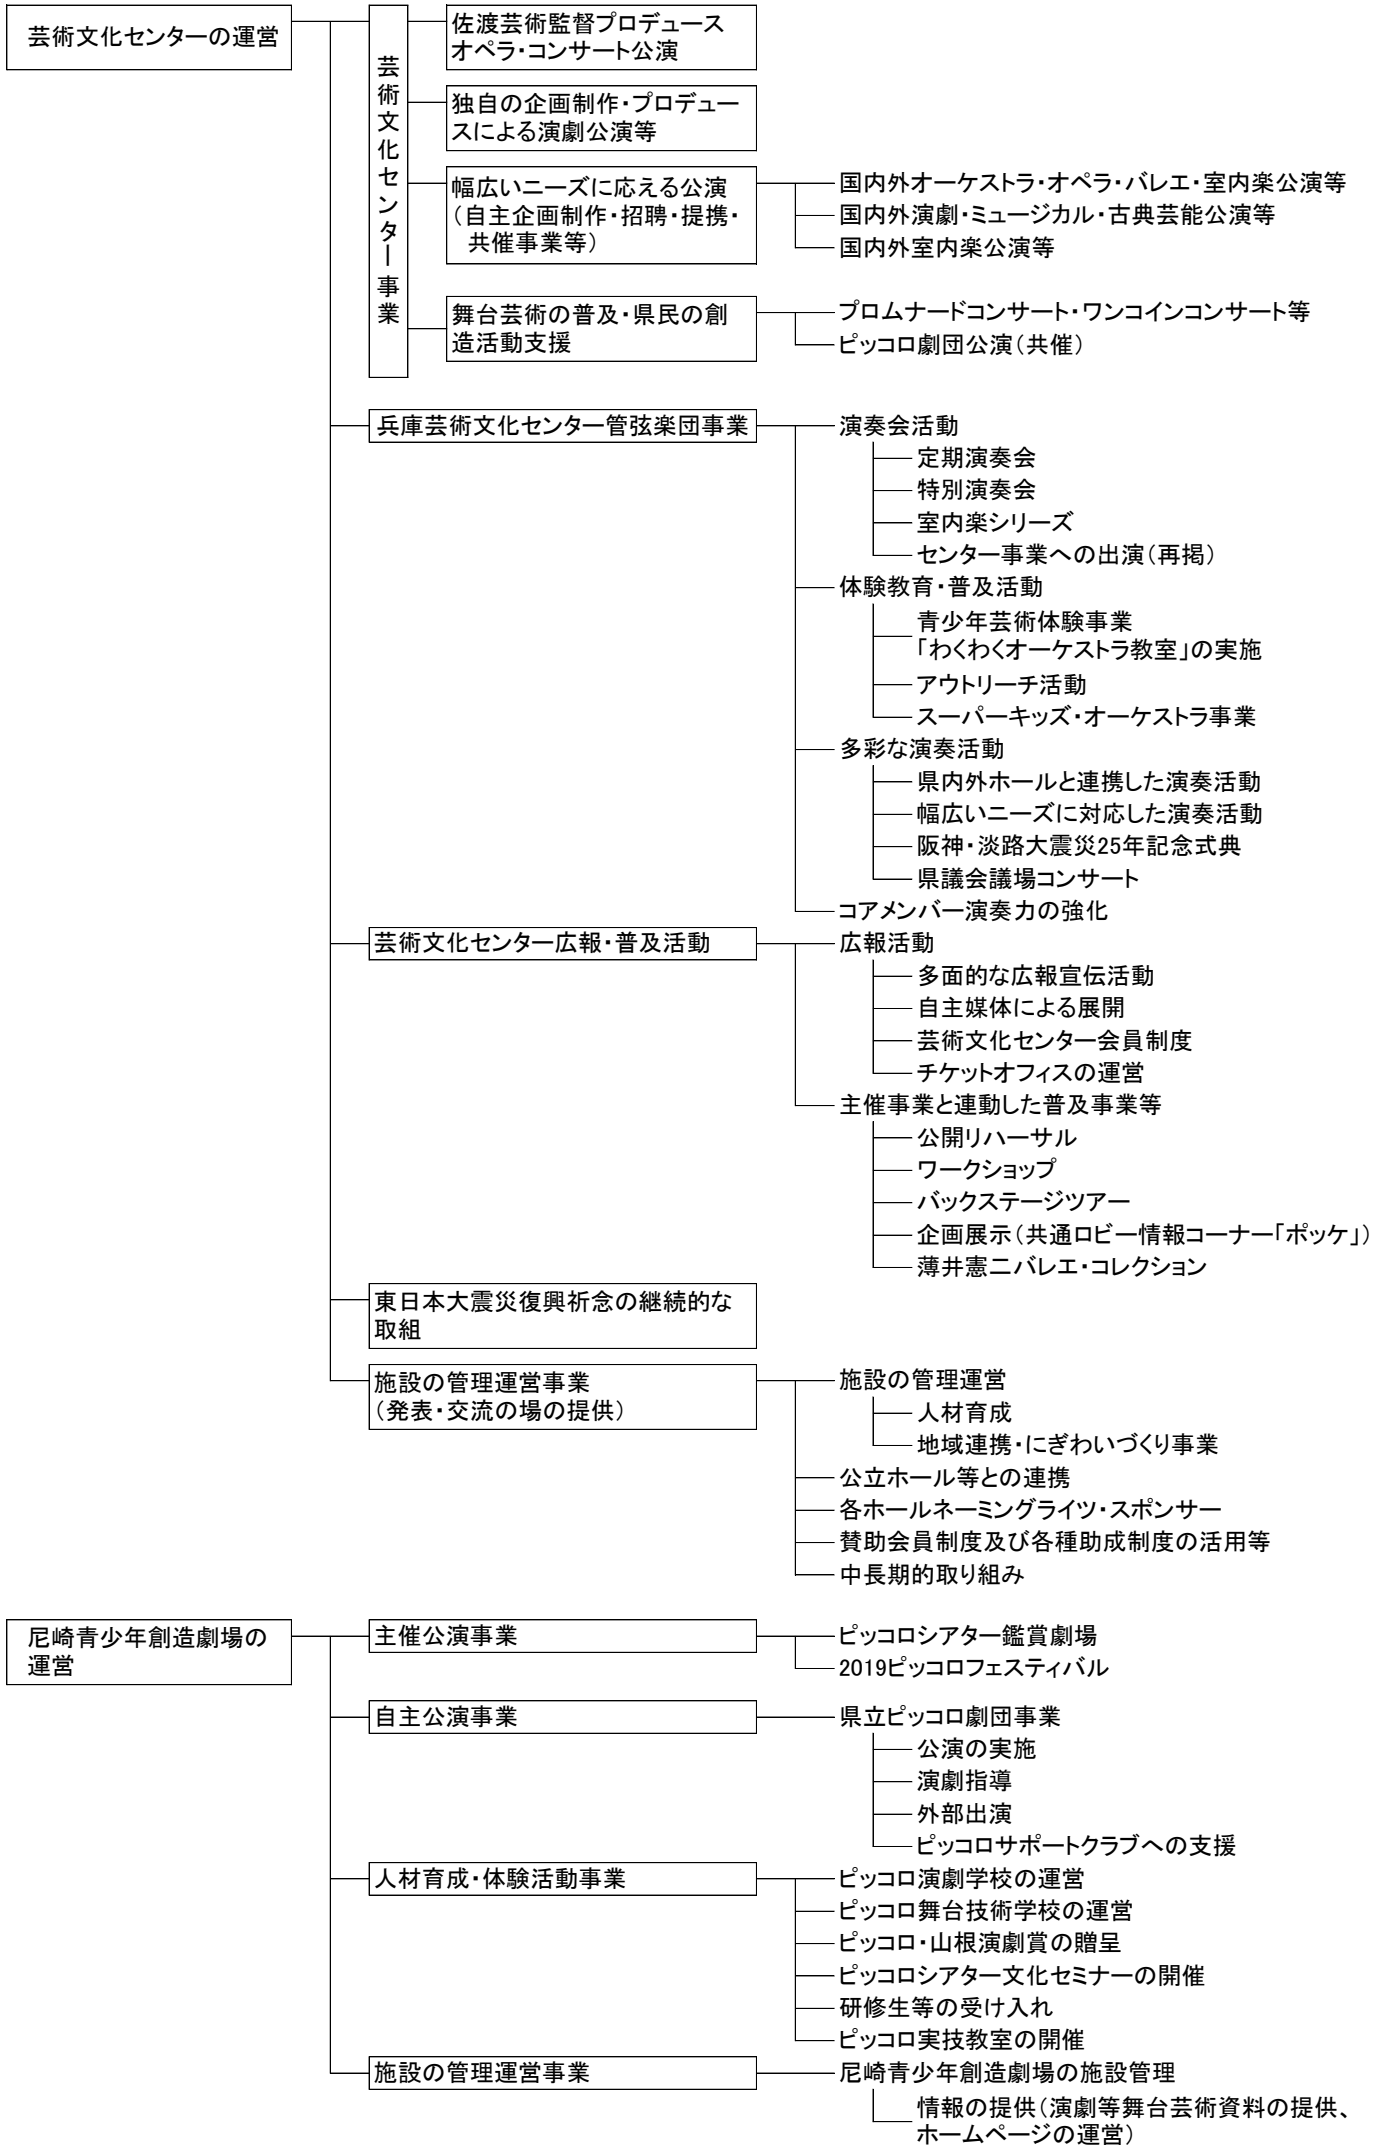 芸術文化センターの運営
芸術文化センター事業
佐渡芸術監督プロデュース
オペラ・コンサート公演
独自の企画制作・プロデュー
スによる演劇公演等
幅広いニーズに応える公演
（自主企画制作・招聘・提携・
共催事業等）
国内外オーケストラ・オペラ・バレエ・室内楽公演等
国内外演劇・ミュージカル・古典芸能公演等
国内外室内楽公演等
舞台芸術の普及・県民の創
造活動支援
プロムナードコンサート・ワンコインコンサート等
ピッコロ劇団公演（共催）
兵庫芸術文化センター管弦楽団事業
演奏会活動
定期演奏会
特別演奏会
室内楽シリーズ
センター事業への出演（再掲）
体験教育・普及活動
青少年芸術体験事業
「わくわくオーケストラ教室」の実施
アウトリーチ活動
スーパーキッズ・オーケストラ事業
多彩な演奏活動
県内外ホールと連携した演奏活動
幅広いニーズに対応した演奏活動
阪神・淡路大震災25年記念式典
県議会議場コンサート
コアメンバー演奏力の強化
芸術文化センター広報・普及活動
広報活動
多面的な広報宣伝活動
自主媒体による展開
芸術文化センター会員制度
チケットオフィスの運営
主催事業と連動した普及事業等
公開リハーサル
ワークショップ
バックステージツアー
企画展示（共通ロビー情報コーナー「ポッケ」）
薄井憲二バレエ・コレクション
東日本大震災復興祈念の継続的な
取組
施設の管理運営事業
（発表・交流の場の提供）
施設の管理運営
人材育成
地域連携・にぎわいづくり事業
公立ホール等との連携
各ホールネーミングライツ・スポンサー
賛助会員制度及び各種助成制度の活用等
中長期的取り組み
尼崎青少年創造劇場の
運営
主催公演事業
ピッコロシアター鑑賞劇場
2019ピッコロフェスティバル
自主公演事業
県立ピッコロ劇団事業
公演の実施
演劇指導
外部出演
ピッコロサポートクラブへの支援
人材育成・体験活動事業
ピッコロ演劇学校の運営
ピッコロ舞台技術学校の運営
ピッコロ・山根演劇賞の贈呈
ピッコロシアター文化セミナーの開催
研修生等の受け入れ
ピッコロ実技教室の開催
施設の管理運営事業
尼崎青少年創造劇場の施設管理
情報の提供（演劇等舞台芸術資料の提供、
ホームページの運営）